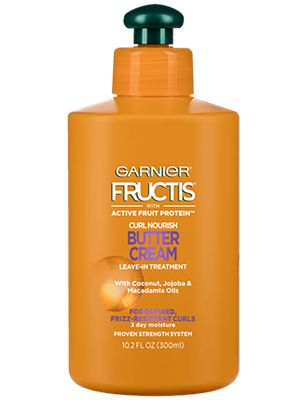 GARNIER
FRUCTIS
WITH
ACTIVE FRUIT PROTEIN™
CURL NOURISH
BUTTER
CREAM
LEAVE-IN TREATMENT
With Coconut, Jojoba &
Macadamia Oils
FOR DEFINED,
FRIZZ-RESISTANT CURLS
3 day moisture
PROVEN STRENGTH SYSTEM
10.2 FL OZ (300ml)